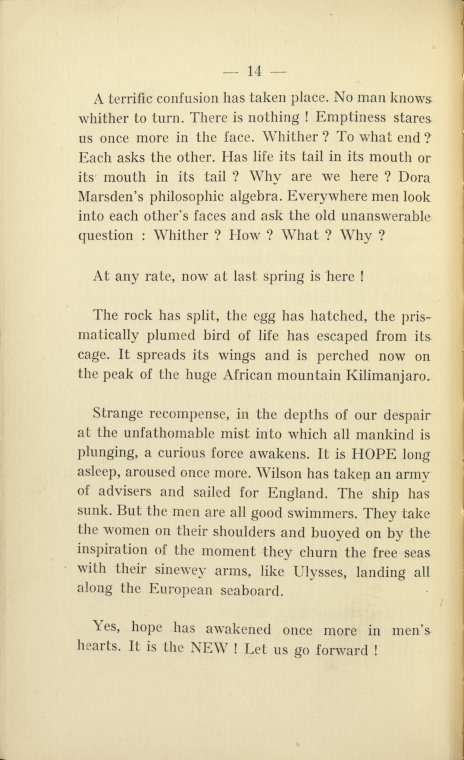 — 14 —
A terrific confusion has taken place. No man knows
whither to turn. There is nothing ! Emptiness stares
us once more in the face. Whither ? To what end ?
Each asks the other. Has life its tail in its mouth or
its mouth in its tail ? Why are we here ? Dora
Marsden's philosophic algebra. Everywhere men look
into each other's faces and ask the old unanswerable
question : Whither ? How ? What ? Why ?
At any rate, now at last spring is here !
The rock has split, the egg has hatched, the pris-
matically plumed bird of life has escaped from its
cage. It spreads its wings and is perched now on
the peak of the huge African mountain Kilimanjaro.
Strange recompense, in the depths of our despair
at the unfathomable mist into which all mankind is
plunging, a curious force awakens. It is HOPE long
asleep, aroused once more. Wilson has taken an army
of advisers and sailed for England. The ship has
sunk. But the men are all good swimmers. They take
the women on their shoulders and buoyed on by the
inspiration of the moment they churn the free seas
with their sinewey arms, like Ulysses, landing all
along the European seaboard.
Yes, hope has awakened once more in men's
hearts. It is the NEW ! Let us go forward !